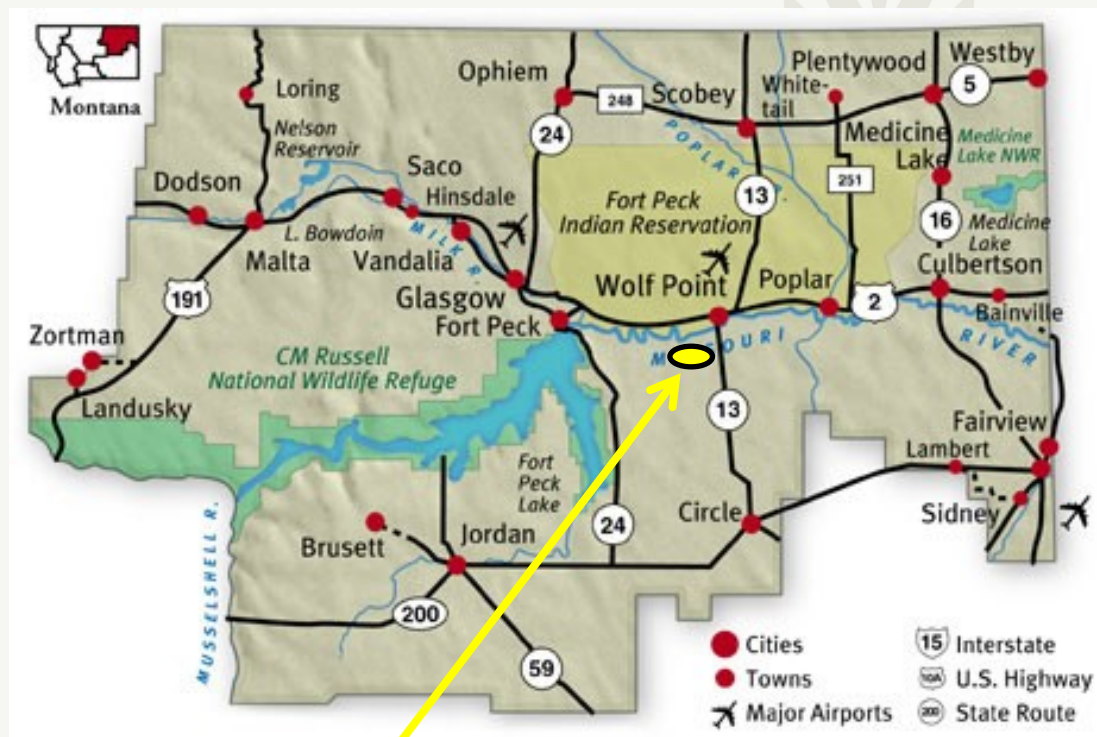 Montana
Loring
Nelson
Reservoir
Dodson
Saco
Hinsdale
L. Bowdoin
MILK R.
Malta
Vandalia
191
Glasgow
Fort Peck
Zortman
Landusky
CM Russell
National Wildlife Refuge
MUSSELSHELL R.
Brusett
Jordan
Fort
Peck
Lake
200
59
24
Ophiem
24
248
Scobey
POPLAR
Plentywood
White-
tail
Westby
5
Medicine
Lake
Medicine
Lake NWR
251
13
Fort Peck
Indian Reservation
16
Medicine
Lake
Wolf Point
Poplar
2
Culbertson
Bainville
RIVER
13
Circle
Fairview
Lambert
Sidney
Cities
Towns
Major Airports
15 Interstate
10A U.S. Highway
200 State Route